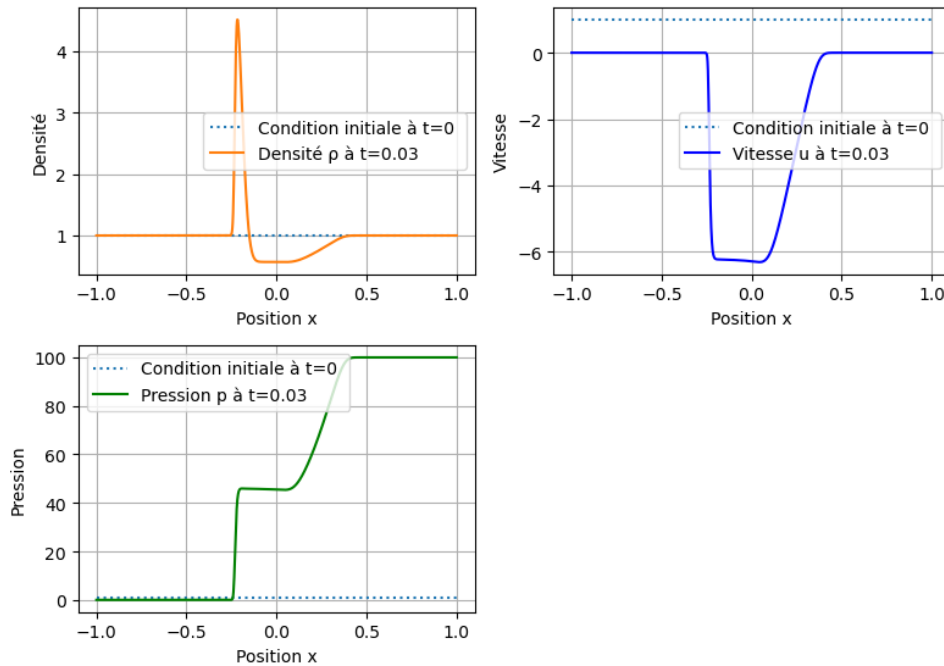 4
3
2
1
Densité
Condition initiale à t=0
Densité ρ à t=0.03
−1.0 −0.5 0.0 0.5 1.0
Position x
0
−2
−4
−6
Vitesse
Condition initiale à t=0
Vitesse u à t=0.03
−1.0 −0.5 0.0 0.5 1.0
Position x
100
80
60
40
20
0
Pression
Condition initiale à t=0
Pression p à t=0.03
−1.0 −0.5 0.0 0.5 1.0
Position x